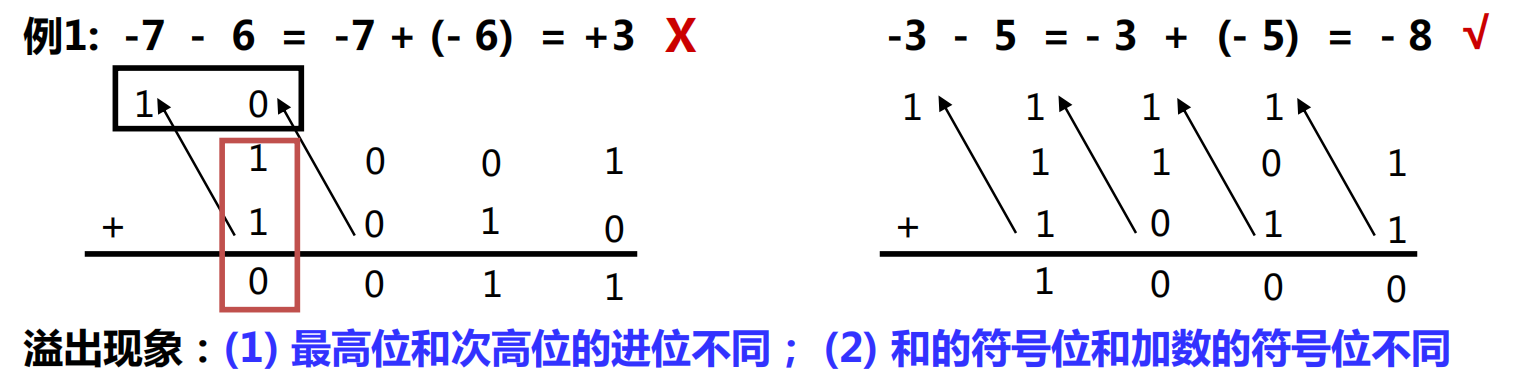 例1: -7 - 6 = -7 + (- 6) = +3 X
-3 - 5 = - 3 + (- 5) = - 8 √
1 0
1 0 0 1
+ 1 0 1 0
0 0 1 1
1 1 1 1
1 1 0 1
+ 1 0 1 1
1 0 0 0
溢出现象：(1) 最高位和次高位的进位不同； (2) 和的符号位和加数的符号位不同